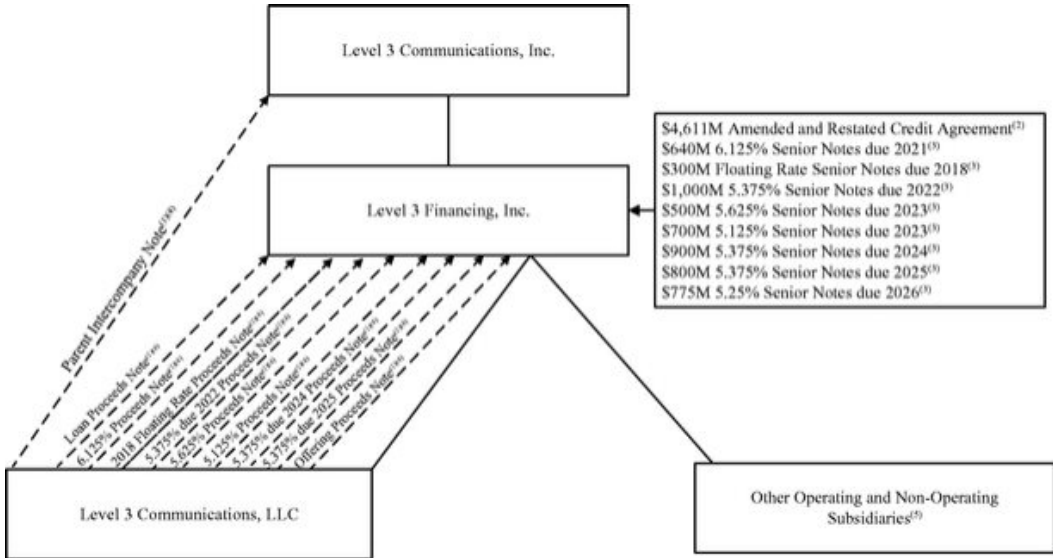 Level 3 Communications, Inc.
$4,611M Amended and Restated Credit Agreement(2)
$640M 6.125% Senior Notes due 2021(3)
$300M Floating Rate Senior Notes due 2018(3)
$1,000M 5.375% Senior Notes due 2022(3)
$500M 5.625% Senior Notes due 2023(3)
$700M 5.125% Senior Notes due 2023(3)
$900M 5.375% Senior Notes due 2024(3)
$800M 5.375% Senior Notes due 2025(3)
$775M 5.25% Senior Notes due 2026(3)
Level 3 Financing, Inc.
Parent Intercompany Note
Loan Proceeds Note
6.125% Proceeds Note
2018 Floating Rate Proceeds Note
5.375% due 2022 Proceeds Note
5.625% Proceeds Note
5.125% Proceeds Note
5.375% due 2024 Proceeds Note
5.375% due 2025 Proceeds Note
Offering Proceeds Note
Level 3 Communications, LLC
Other Operating and Non-Operating
Subsidiaries(5)